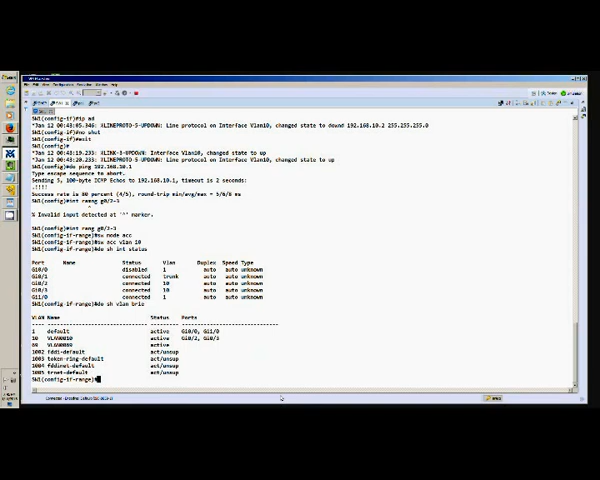 SW1(config-if)#ip ad
*Jan 12 00:43:05.346: %LINEPROTO-5-UPDOWN: Line protocol on Interface Vlan10, changed state to downd 192.168.10.2 255.255.255.0
SW1(config-if)#no shut
SW1(config-if)#exit
SW1(config)#
*Jan 12 00:43:19.233: %LINK-3-UPDOWN: Interface Vlan10, changed state to up
*Jan 12 00:43:20.233: %LINEPROTO-5-UPDOWN: Line protocol on Interface Vlan10, changed state to up
SW1(config)#do ping 192.168.10.1
Type escape sequence to abort.
Sending 5, 100-byte ICMP Echos to 192.168.10.1, timeout is 2 seconds:
.!!!!
Success rate is 80 percent (4/5), round-trip min/avg/max = 5/6/8 ms
SW1(config)#int ramng g0/2-3
^
% Invalid input detected at '^' marker.
SW1(config)#int rang g0/2-3
SW1(config-if-range)#sw mode acc
SW1(config-if-range)#sw acc vlan 10
SW1(config-if-range)#do sh int status
Port Name Status Vlan Duplex Speed Type
Gi0/0 disabled 1 auto auto unknown
Gi0/1 connected trunk auto auto unknown
Gi0/2 connected 10 auto auto unknown
Gi0/3 connected 10 auto auto unknown
Gi1/0 connected 1 auto auto unknown
SW1(config-if-range)#do sh vlan brie
VLAN Name Status Ports
1 default active Gi0/0, Gi1/0
10 VLAN0010 active Gi0/2, Gi0/3
69 VLAN0069 active
1002 fddi-default act/unsup
1003 token-ring-default act/unsup
1004 fddinet-default act/unsup
1005 trnet-default act/unsup
SW1(config-if-range)#